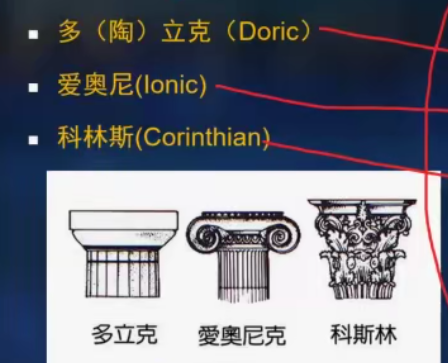 ▪ 多（陶）立克（Doric）
▪ 爱奥尼(Ionic)
▪ 科林斯(Corinthian)
多立克 愛奧尼克 科斯林